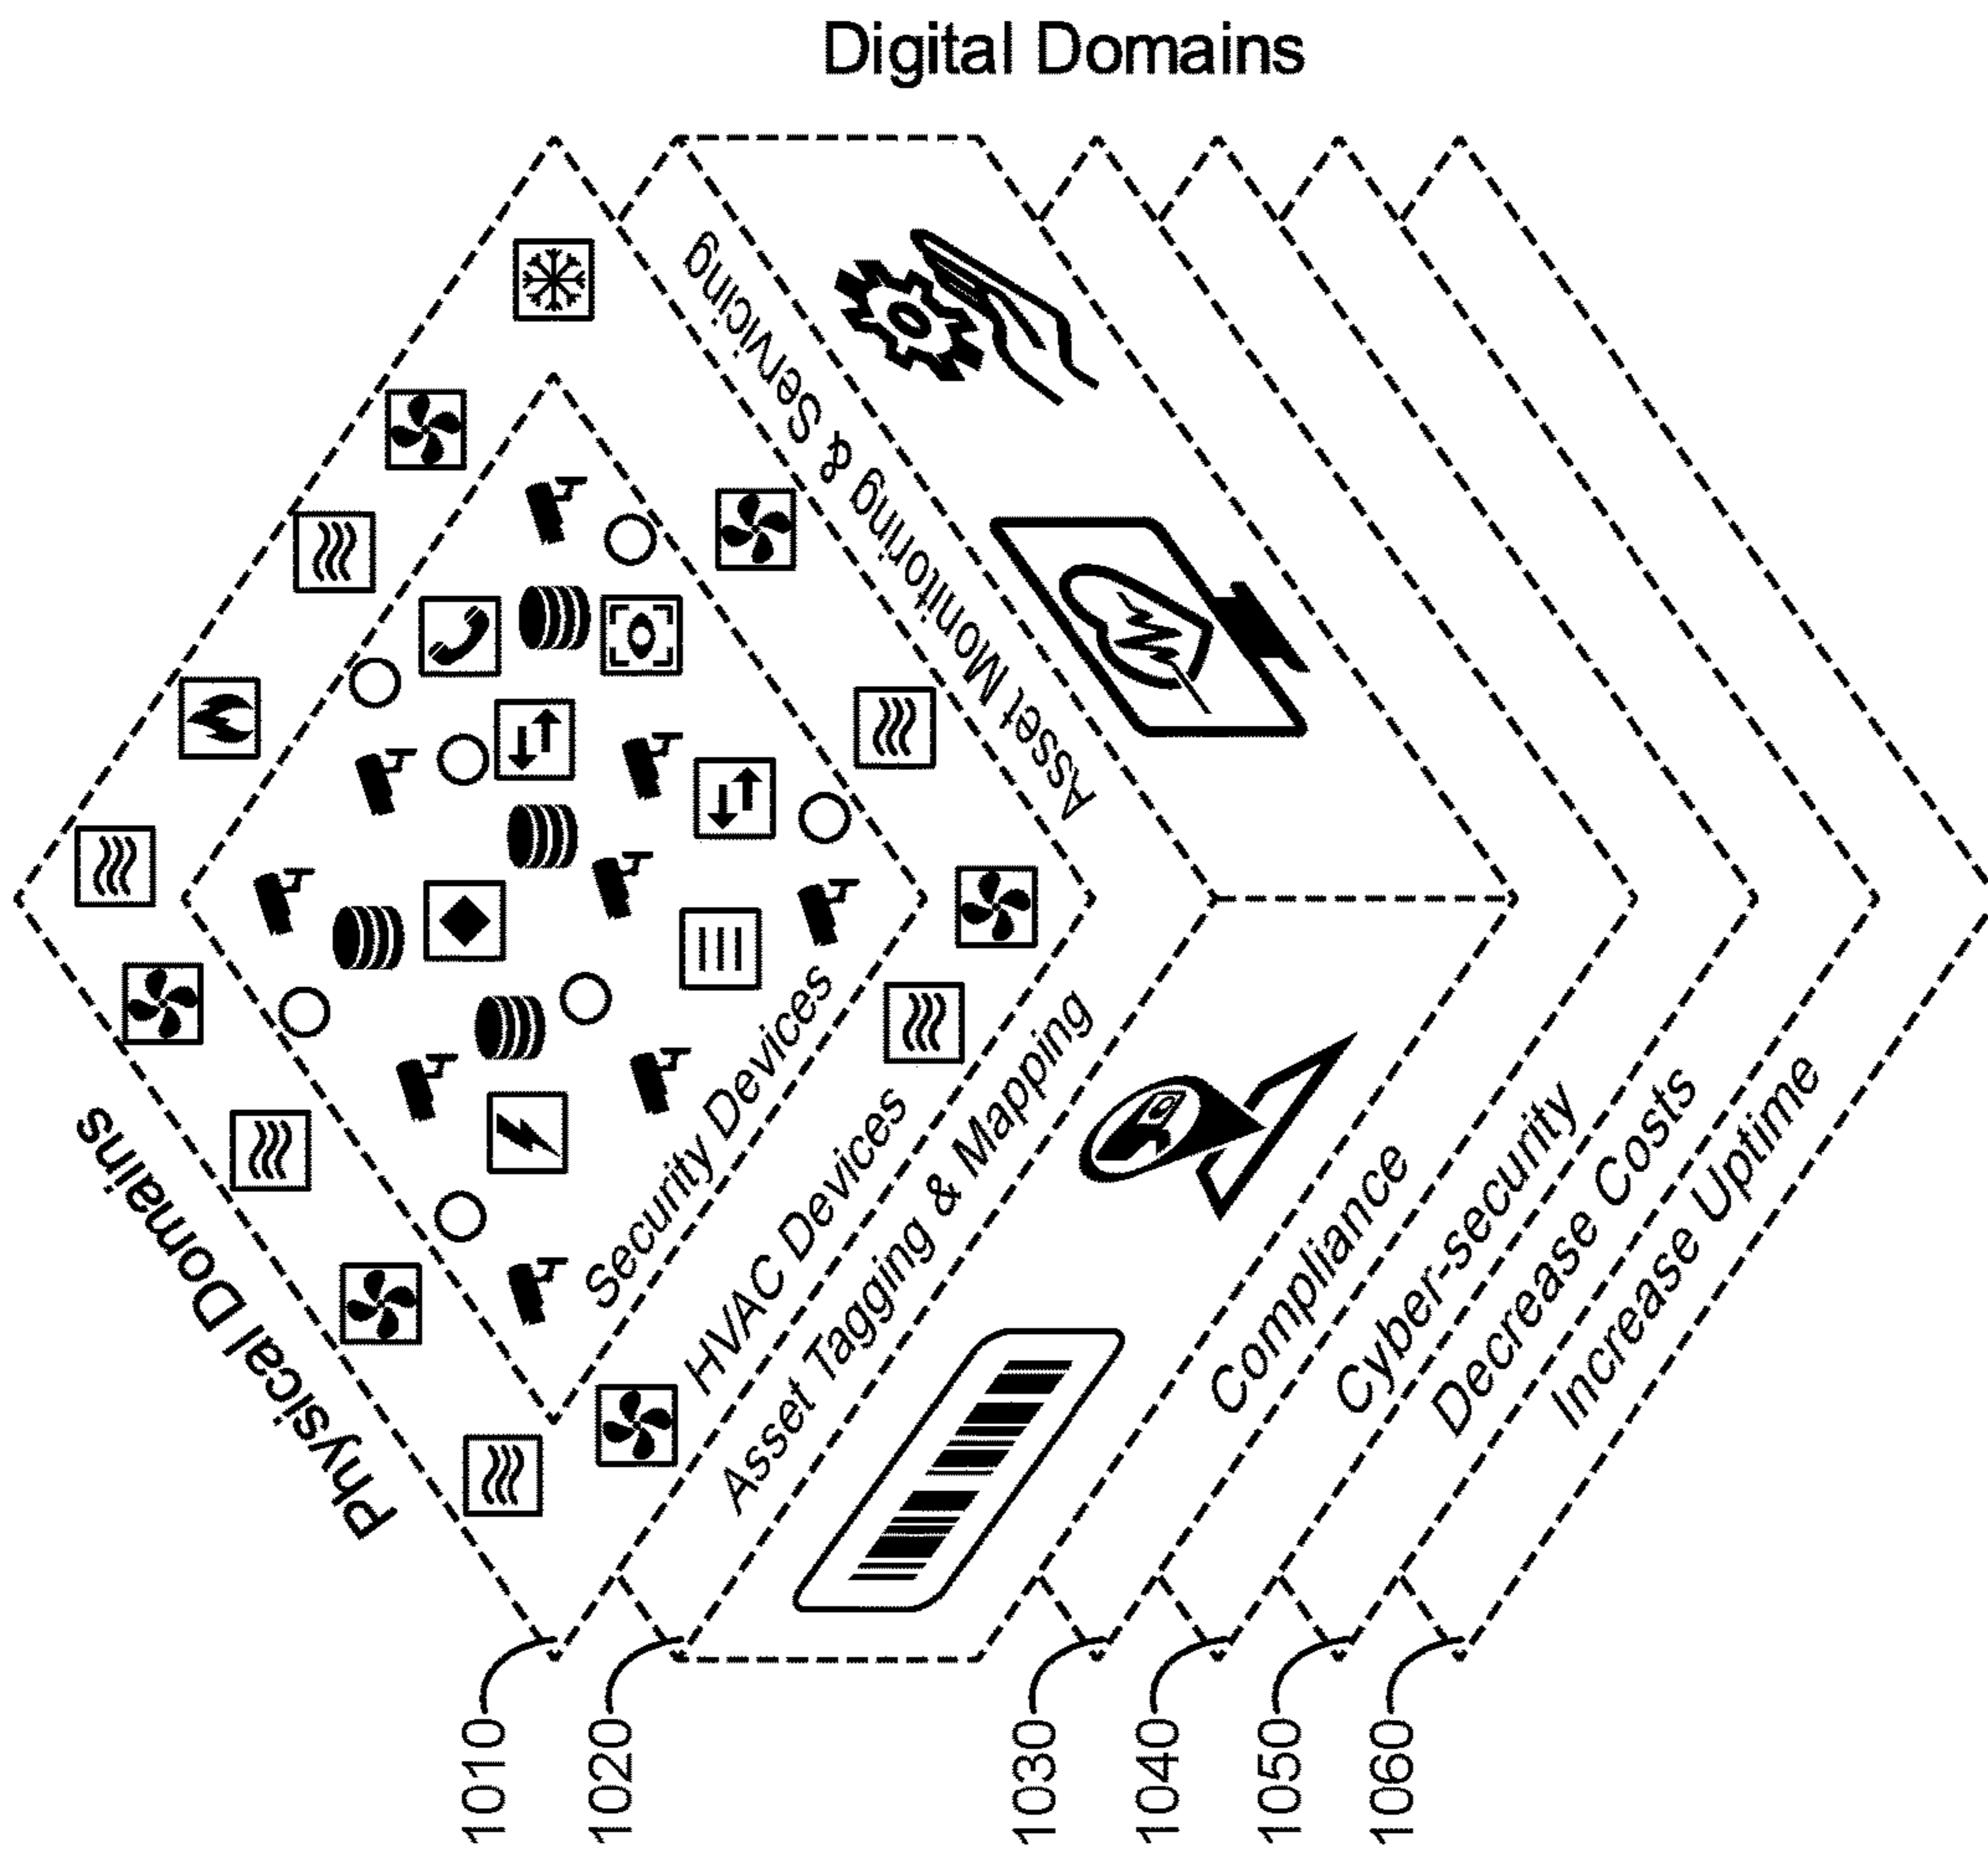 Digital Domains
Physical Domains
Security Devices
HVAC Devices
Asset Tagging & Mapping
Asset Monitoring & Servicing
Compliance
Cyber-security
Decrease Costs
Increase Uptime
1010
1020
1030
1040
1050
1060